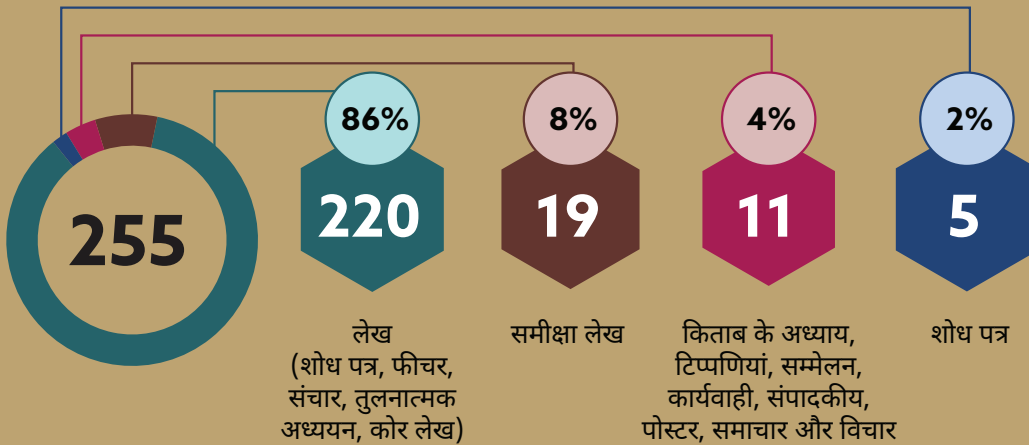 86%
8%
4%
2%
255
220
19
11
5
लेख
(शोध पत्र, फीचर,
संचार, तुलनात्मक
अध्ययन, कोर लेख)
समीक्षा लेख
किताब के अध्याय,
टिप्पणियां, सम्मेलन,
कार्यवाही, संपादकीय,
पोस्टर, समाचार और विचार
शोध पत्र